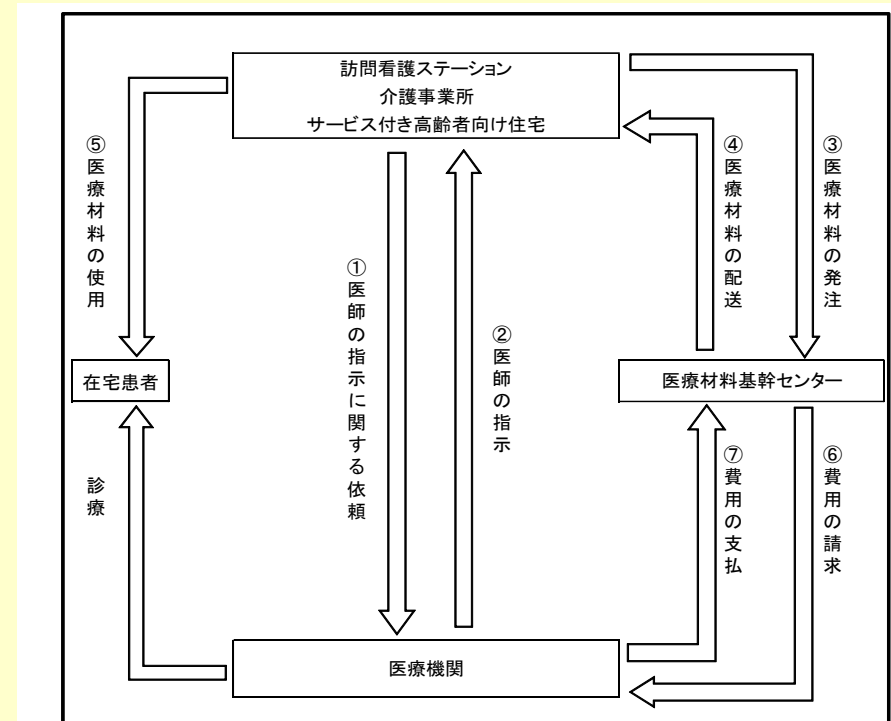 訪問看護ステーション
介護事業所
サービス付き高齢者向け住宅
⑤医療材料の使用
①医師の指示に関する依頼
②医師の指示
④医療材料の配送
③医療材料の発注
在宅患者
医療材料基幹センター
診療
⑦費用の支払
⑥費用の請求
医療機関